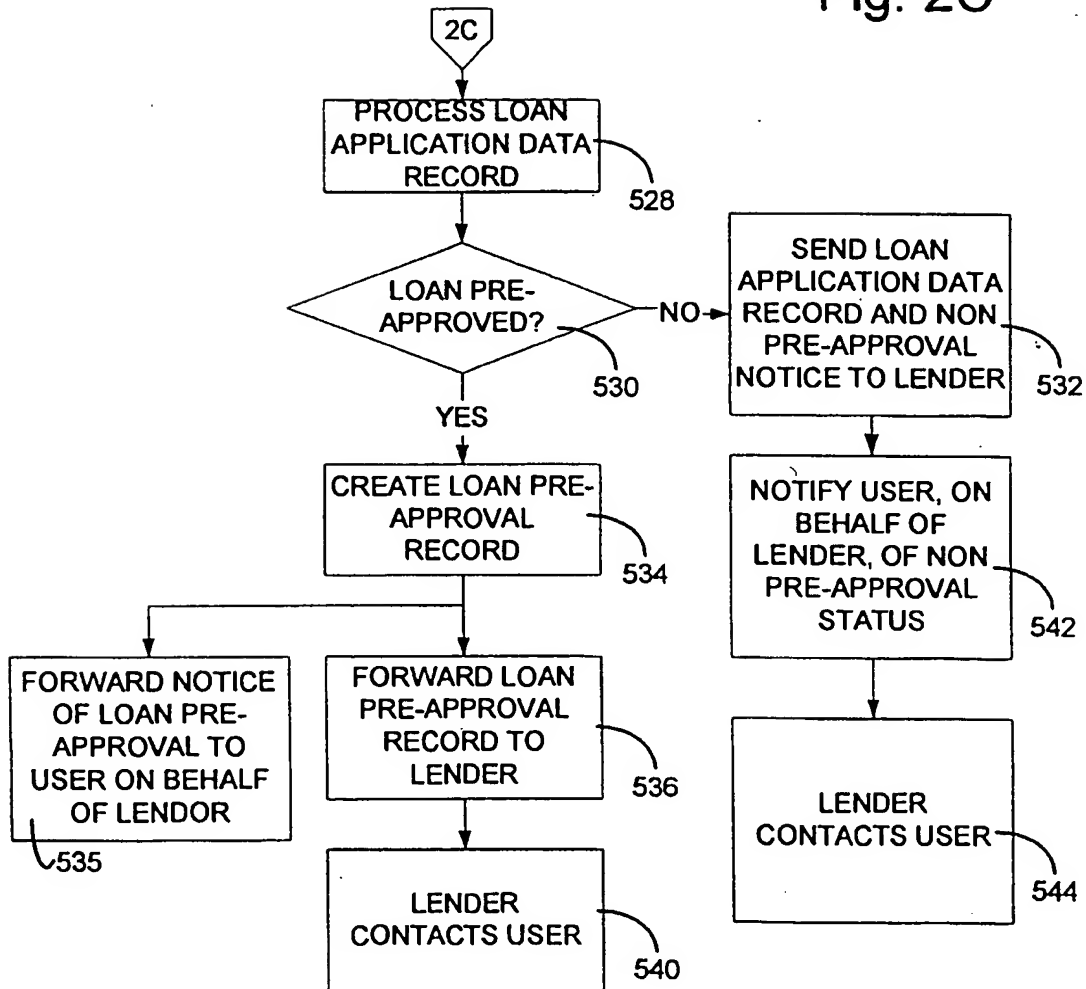 Fig. 2C
2C
PROCESS LOAN
APPLICATION DATA
RECORD
528
LOAN PRE-
APPROVED?
530
NO
YES
SEND LOAN
APPLICATION DATA
RECORD AND NON
PRE-APPROVAL
NOTICE TO LENDER
532
CREATE LOAN PRE-
APPROVAL
RECORD
534
NOTIFY USER, ON
BEHALF OF
LENDER, OF NON
PRE-APPROVAL
STATUS
542
FORWARD NOTICE
OF LOAN PRE-
APPROVAL TO
USER ON BEHALF
OF LENDOR
535
FORWARD LOAN
PRE-APPROVAL
RECORD TO
LENDER
536
LENDER
CONTACTS USER
544
LENDER
CONTACTS USER
540